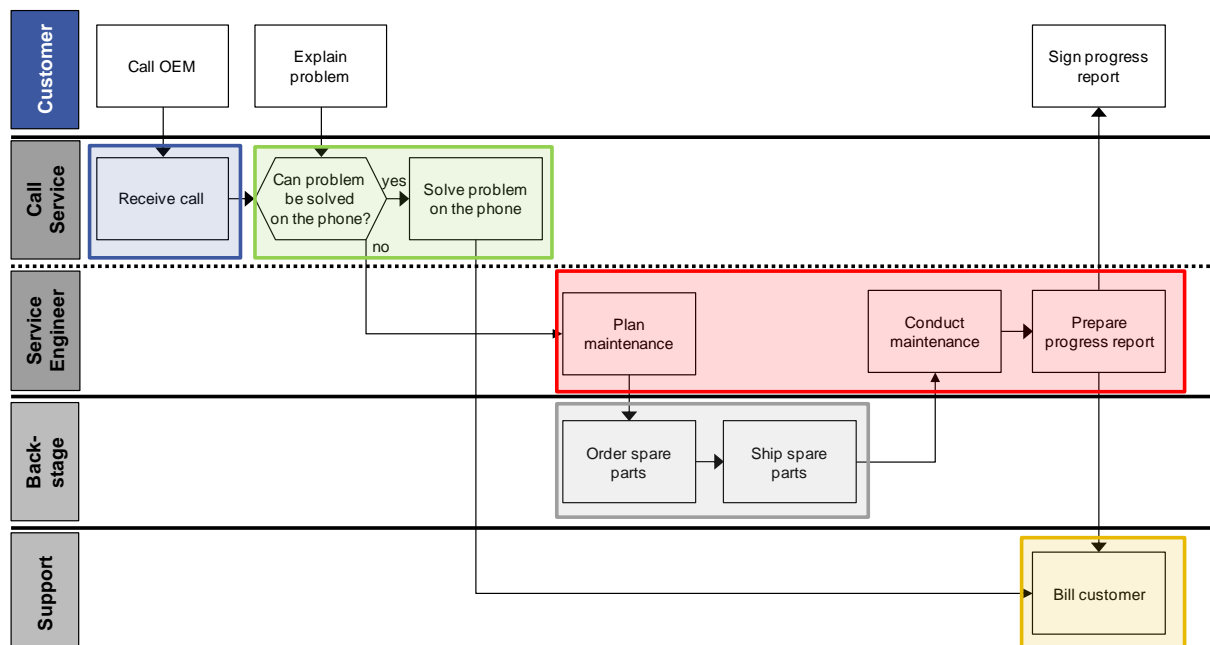 Customer
Call OEM
Explain
problem
Sign progress
report
Call
Service
Receive call
Can problem
be solved
on the phone?
yes
no
Solve problem
on the phone
Service
Engineer
Plan
maintenance
Conduct
maintenance
Prepare
progress report
Back-
stage
Order spare
parts
Ship spare
parts
Support
Bill customer